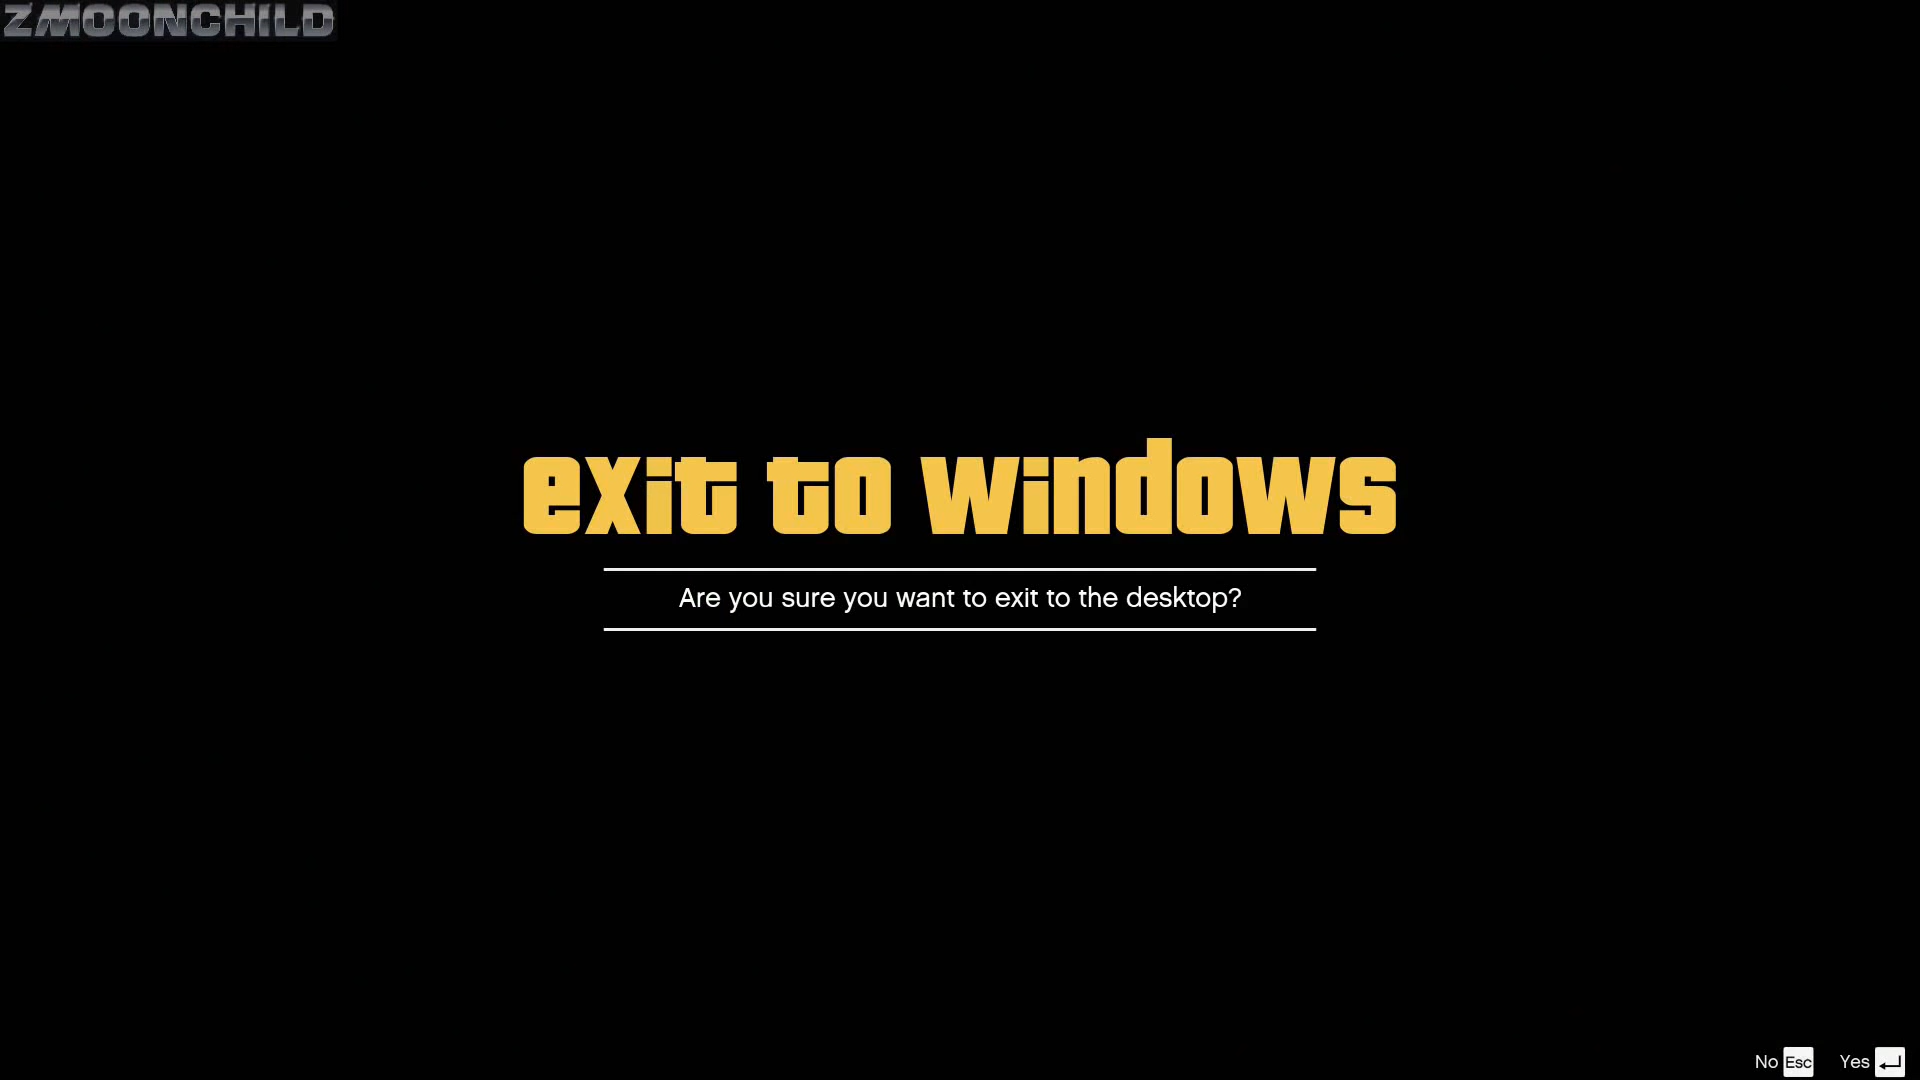 ZMOONCHILD
exit to windows
Are you sure you want to exit to the desktop?
No Esc Yes